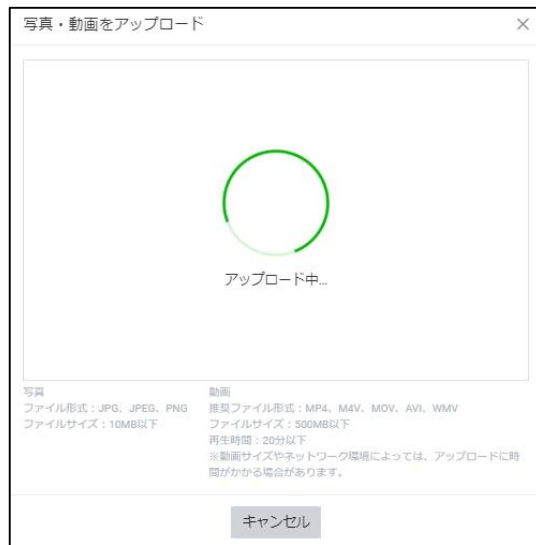 写真・動画をアップロード
アップロード中...
写真
ファイル形式：JPG、JPEG、PNG
ファイルサイズ：10MB以下
動画
推奨ファイル形式：MP4、M4V、MOV、AVI、WMV
ファイルサイズ：500MB以下
再生時間：20分以下
※動画サイズやネットワーク環境によっては、アップロードに時
間がかかる場合があります。
キャンセル